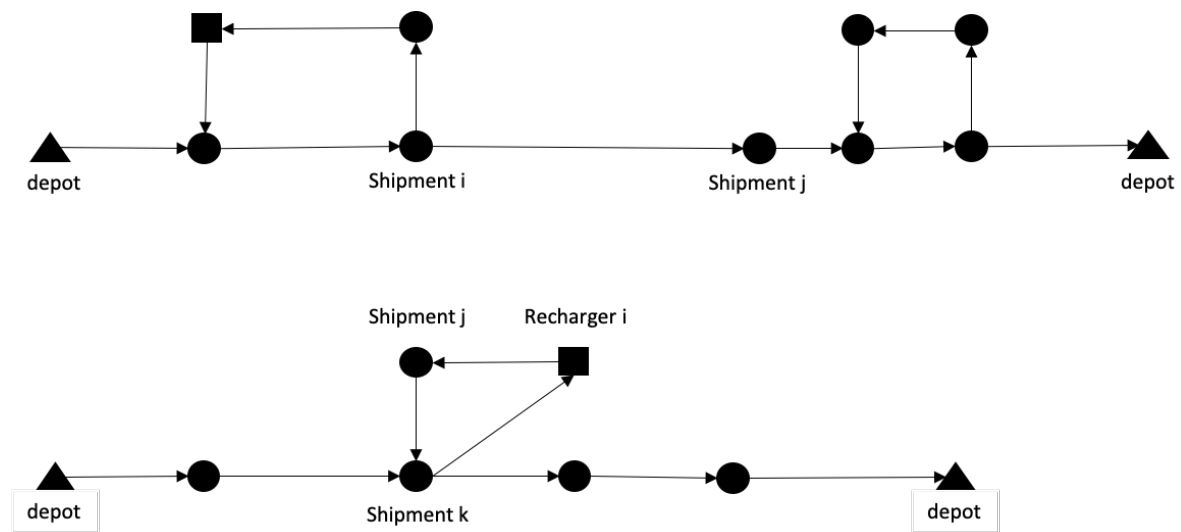 depot
Shipment i
Shipment j
depot
Shipment j
Recharger i
depot
Shipment k
depot